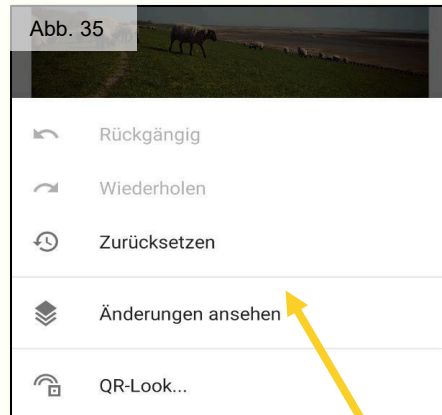 Abb. 35
Rückgängig
Wiederholen
Zurücksetzen
Änderungen ansehen
QR-Look...